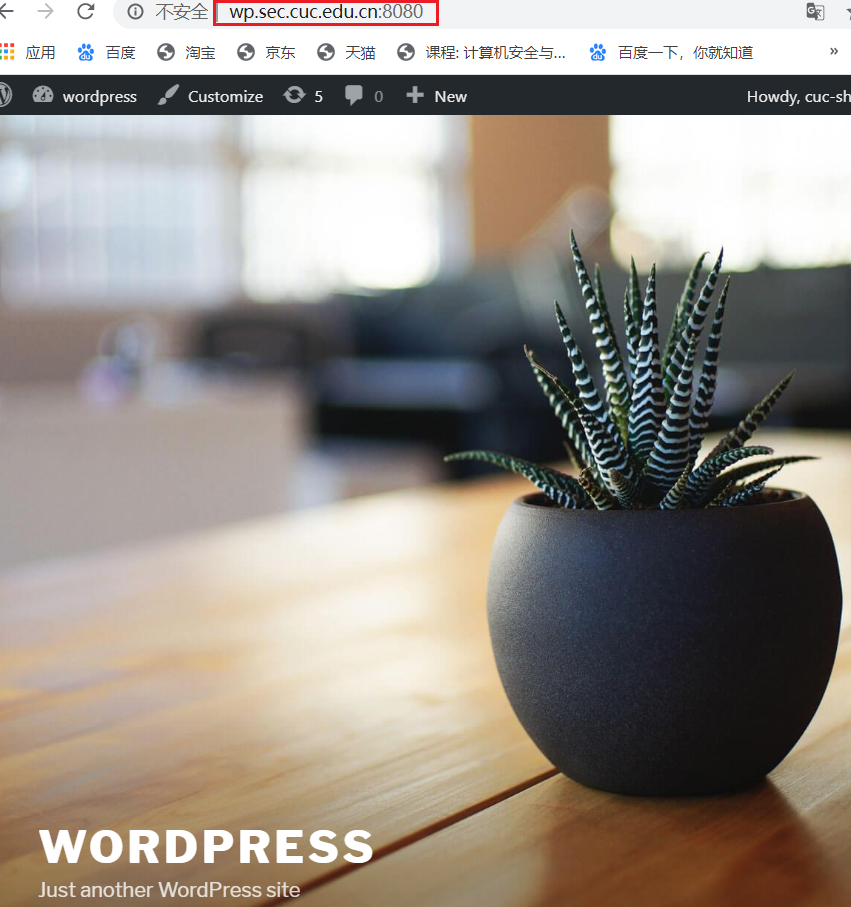 不安全 wp.sec.cuc.edu.cn:8080
应用 百度 淘宝 京东 天猫 课程: 计算机安全与... 百度一下，你就知道 »
wordpress Customize 5 0 New Howdy, cuc-sh
WORDPRESS
Just another WordPress site